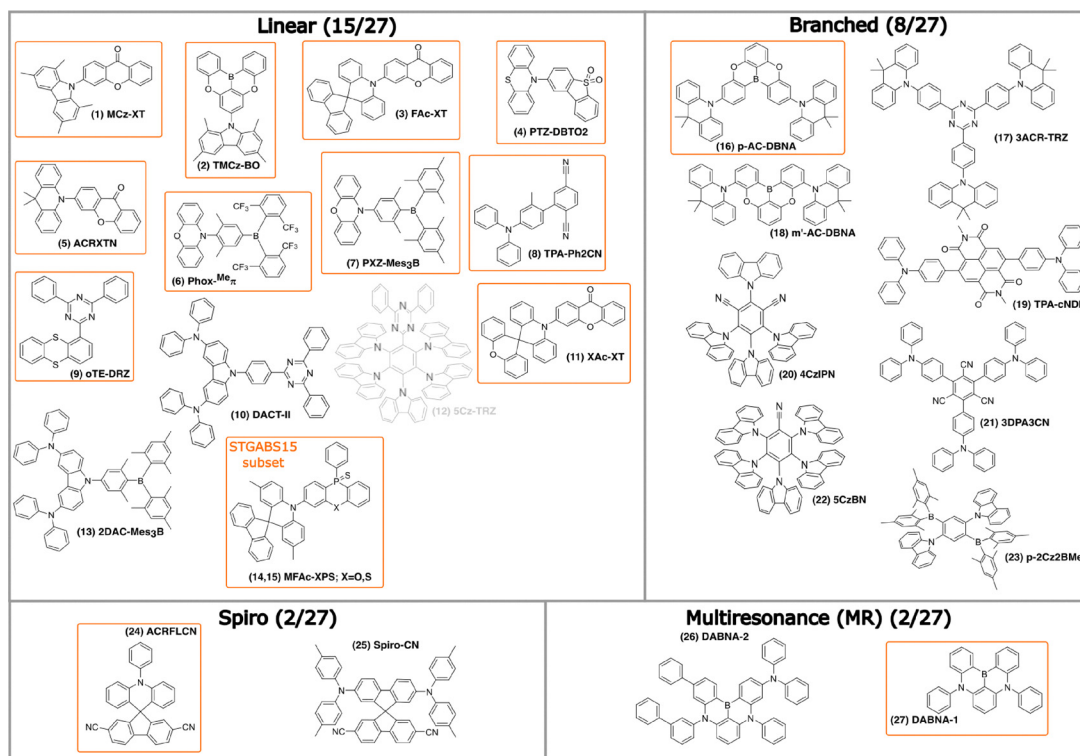 Linear (15/27)
(1) MCz-XT
(2) TMCz-BO
(3) FAc-XT
(4) PTZ-DBTO2
(5) ACRXTN
(6) Phox-Meπ
(7) PXZ-Mes3B
(8) TPA-Ph2CN
(9) oTE-DRZ
(10) DACT-II
(11) XAc-XT
(12) 5Cz-TRZ
(13) 2DAC-Mes3B
STGABS15
subset
(14,15) MFAc-XPS; X=O,S
Branched (8/27)
(16) p-AC-DBNA
(17) 3ACR-TRZ
(18) m'-AC-DBNA
(19) TPA-cNDI
(20) 4CzIPN
(21) 3DPA3CN
(22) 5CzBN
(23) p-2Cz2BMe
Spiro (2/27)
(24) ACRFLCN
(25) Spiro-CN
Multiresonance (MR) (2/27)
(26) DABNA-2
(27) DABNA-1